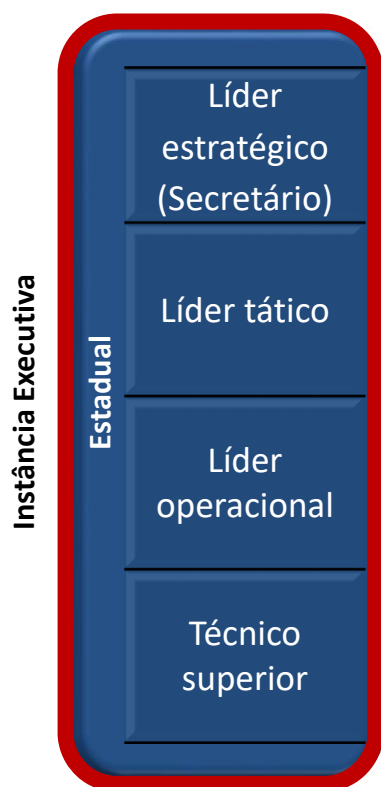 Instância Executiva
Estadual
Líder
estratégico
(Secretário)
Líder tático
Líder
operacional
Técnico
superior